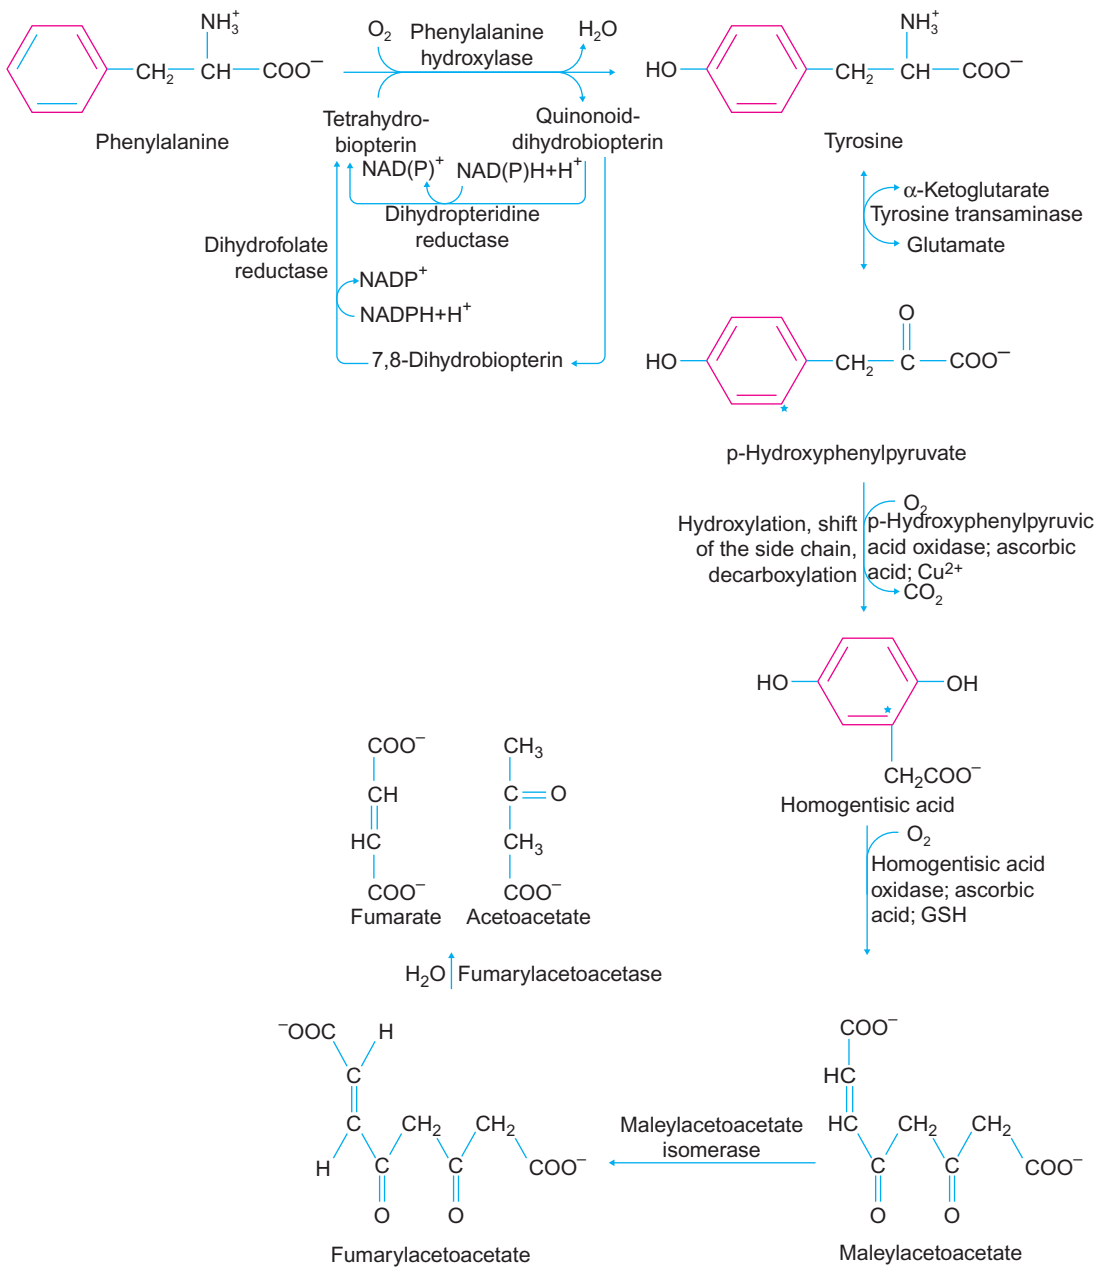 NH₃⁺
CH₂ CH COO⁻
Phenylalanine
O₂
Phenylalanine
hydroxylase
H₂O
Tetrahydro-
biopterin
Quinonoid-
dihydrobiopterin
NH₃⁺
HO CH₂ CH COO⁻
Tyrosine
NAD(P)⁺ NAD(P)H+H⁺
Dihydropteridine
reductase
Dihydrofolate
reductase
NADP⁺
NADPH+H⁺
7,8-Dihydrobiopterin
α-Ketoglutarate
Tyrosine transaminase
Glutamate
O
HO CH₂ C COO⁻
p-Hydroxyphenylpyruvate
Hydroxylation, shift
of the side chain,
decarboxylation
O₂
p-Hydroxyphenylpyruvic
acid oxidase; ascorbic
acid; Cu²⁺
CO₂
HO OH
CH₂COO⁻
Homogentisic acid
O₂
Homogentisic acid
oxidase; ascorbic
acid; GSH
COO⁻
HC
HC CH₂ CH₂
C C COO⁻
O O
Maleylacetoacetate
Maleylacetoacetate
isomerase
⁻OOC H
C
C CH₂ CH₂
H C C COO⁻
O O
Fumarylacetoacetate
H₂O Fumarylacetoacetase
COO⁻
CH
HC
COO⁻
Fumarate
CH₃
C O
CH₃
COO⁻
Acetoacetate